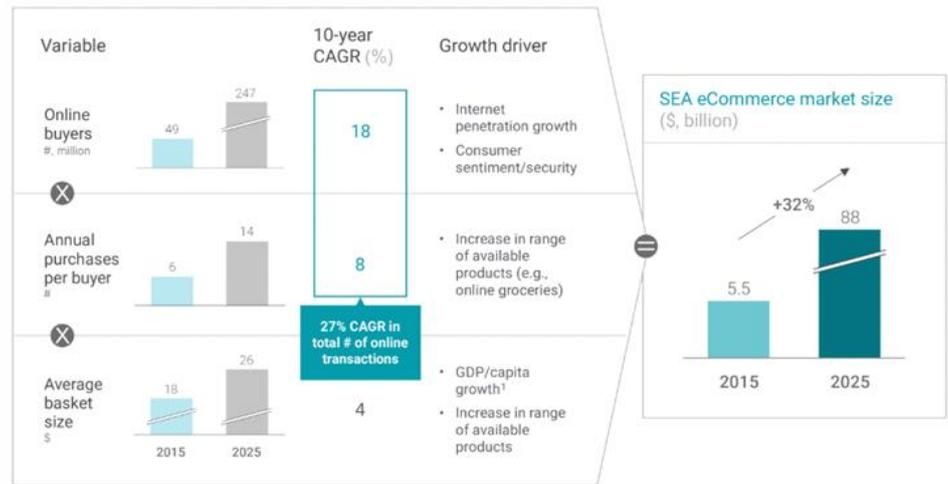 Variable
10-year
CAGR (%)
Growth driver
Online
buyers
#, million
49
247
18
• Internet
penetration growth
• Consumer
sentiment/security
X
Annual
purchases
per buyer
#
6
14
8
• Increase in range
of available
products (e.g.,
online groceries)
27% CAGR in
total # of online
transactions
X
Average
basket
size
$
18
26
2015
2025
4
• GDP/capita
growth¹
• Increase in range
of available
products
=
SEA eCommerce market size
($, billion)
+32%
5.5
88
2015
2025